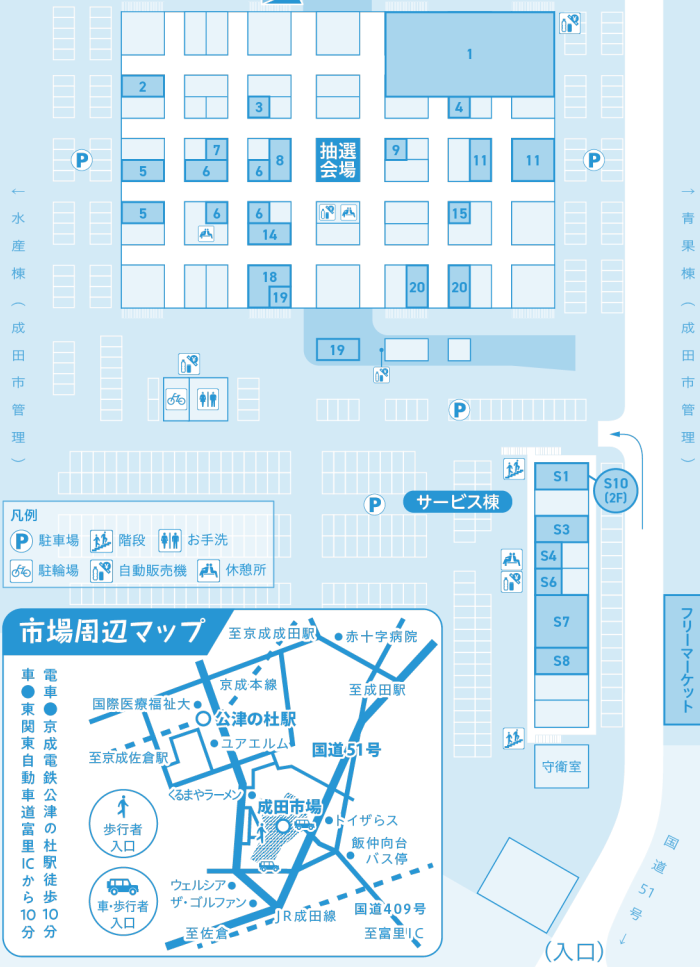 1
2
3
4
P
5
7
6
6
8
抽選
会場
9
11
11
P
5
6
6
14
15
18
19
20
20
← 水産棟（成田市管理）
→ 青果棟（成田市管理）
19
P
P
サービス棟
S1
S10
(2F)
S3
S4
S6
S7
S8
守衛室
フリーマーケット
国道51号→
(入口)
凡例
P 駐車場
階段
お手洗
駐輪場
自動販売機
休憩所
市場周辺マップ
電車●京成電鉄公津の杜駅徒歩10分
車●東関東自動車道富里ICから10分
至京成成田駅
赤十字病院
京成本線
至成田駅
国際医療福祉大
公津の杜駅
ユアエルム
国道51号
至京成佐倉駅
くるまやラーメン
成田市場
トイザらス
飯仲向台
バス停
歩行者
入口
車・歩行者
入口
ウェルシア
ザ・ゴルファン
JR成田線
国道409号
至佐倉
至富里IC